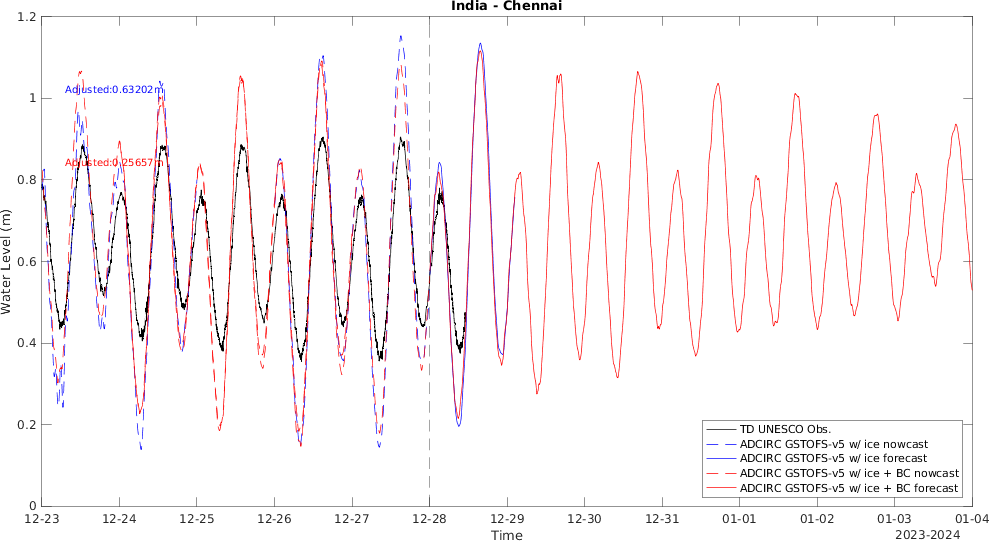 India - Chennai
Water Level (m)
1.2
1
0.8
0.6
0.4
0.2
0
Adjusted:0.63202m
Adjusted:0.25657m
TD UNESCO Obs.
ADCIRC GSTOFS-v5 w/ ice nowcast
ADCIRC GSTOFS-v5 w/ ice forecast
ADCIRC GSTOFS-v5 w/ ice + BC nowcast
ADCIRC GSTOFS-v5 w/ ice + BC forecast
12-23 12-24 12-25 12-26 12-27 12-28 12-29 12-30 12-31 01-01 01-02 01-03 01-04
Time
2023-2024